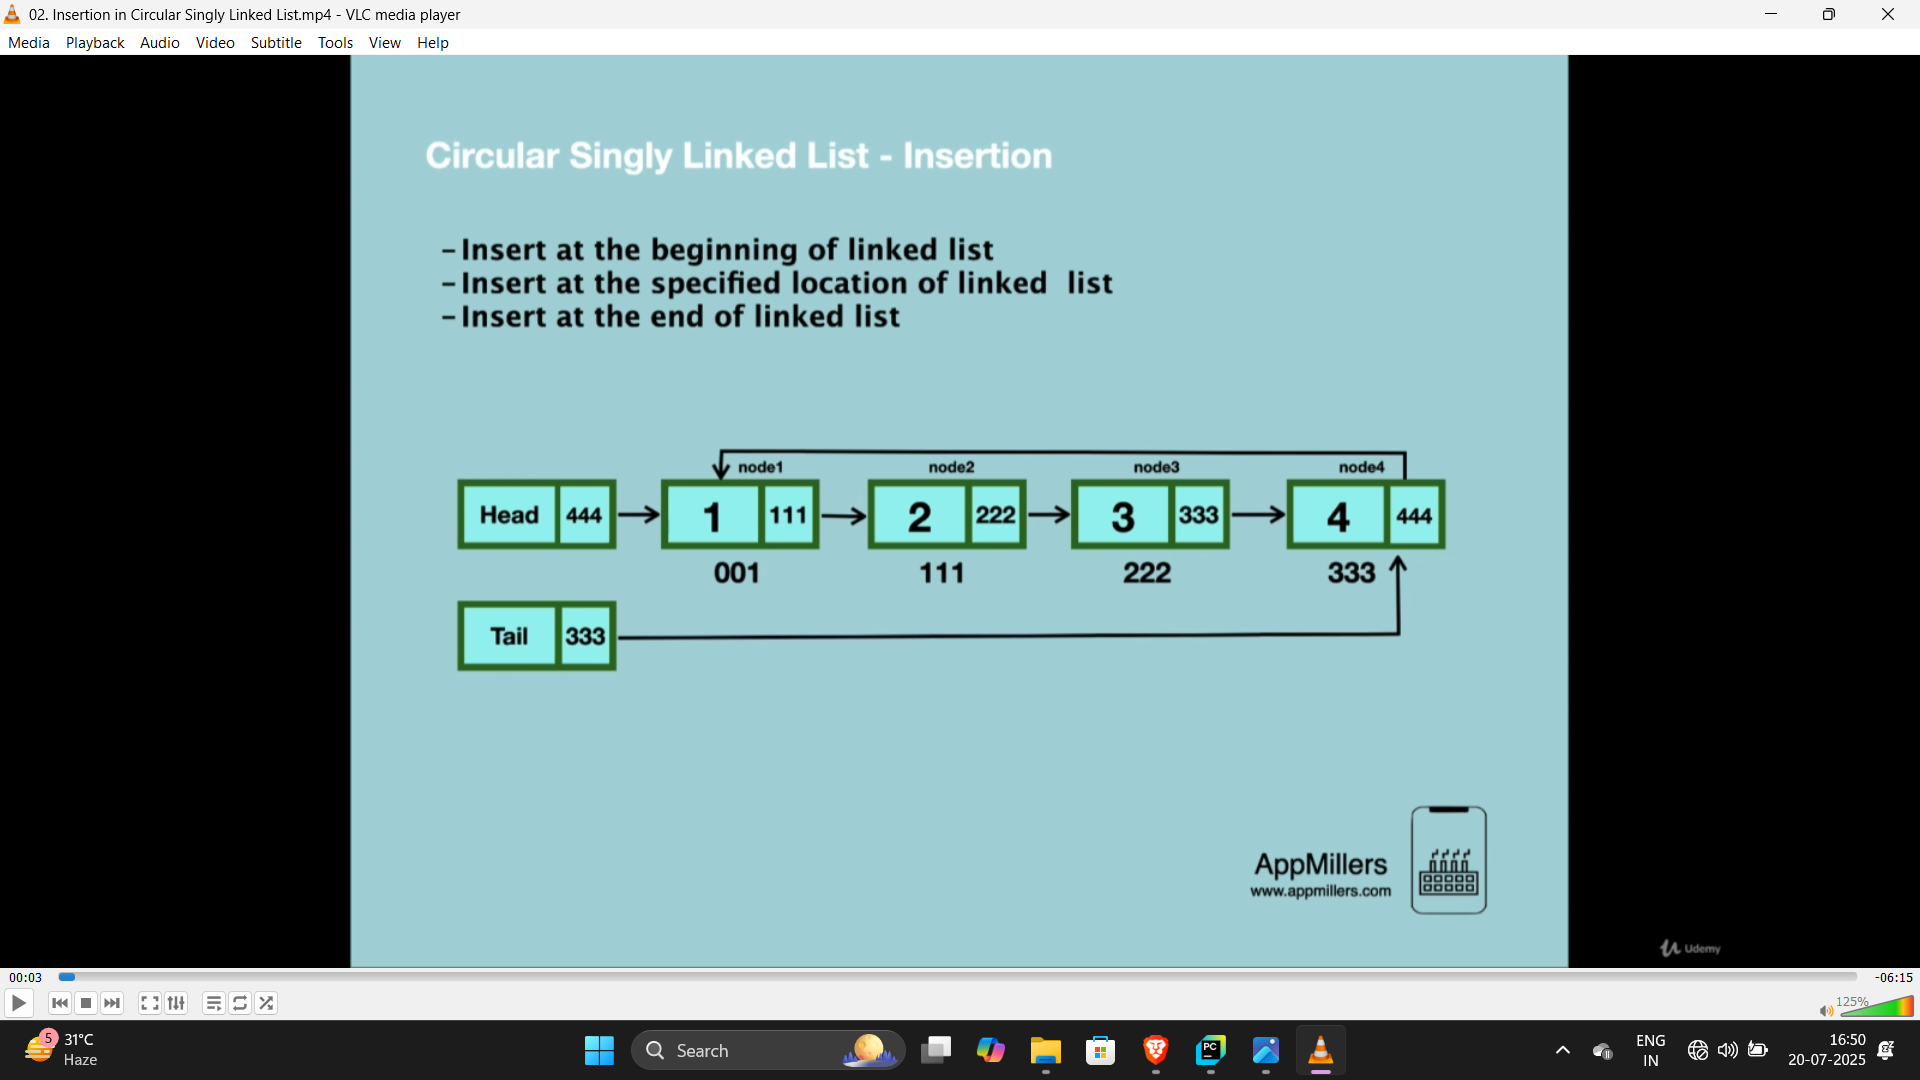 02. Insertion in Circular Singly Linked List.mp4 - VLC media player
Media Playback Audio Video Subtitle Tools View Help
Circular Singly Linked List - Insertion
- Insert at the beginning of linked list
- Insert at the specified location of linked list
- Insert at the end of linked list
node1 node2 node3 node4
Head 444 1 111 2 222 3 333 4 444
001 111 222 333
Tail 333
AppMillers
www.appmillers.com
Udemy
00:03 -06:15
125%
5 31°C
Haze
Search
PC
ENG
IN
16:50
20-07-2025